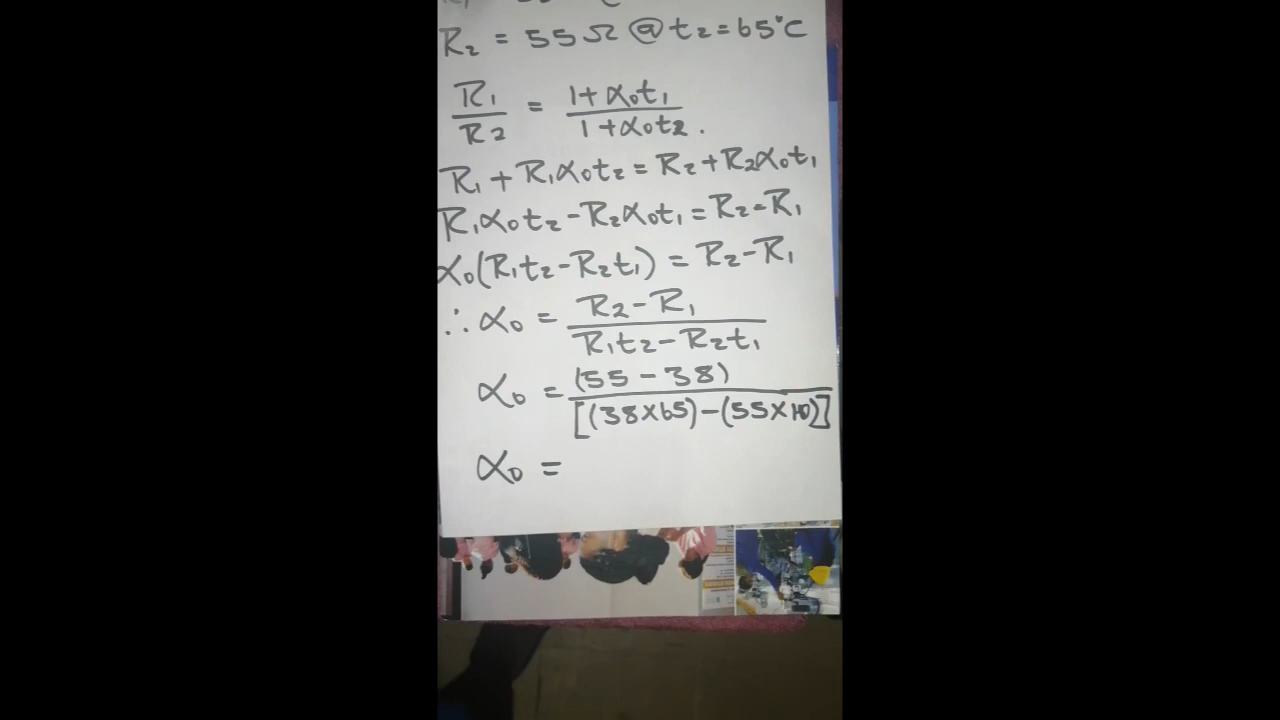 R₂ = 55Ω @ t₂ = 65°C
R₁/R₂ = 1+α₀t₁/1+α₀t₂.
R₁ + R₁α₀t₂ = R₂ + R₂α₀t₁
R₁α₀t₂ - R₂α₀t₁ = R₂ - R₁
α₀(R₁t₂ - R₂t₁) = R₂ - R₁
∴ α₀ = R₂ - R₁/R₁t₂ - R₂t₁
α₀ = (55 - 38)/[(38×65) - (55×10)]
α₀ =